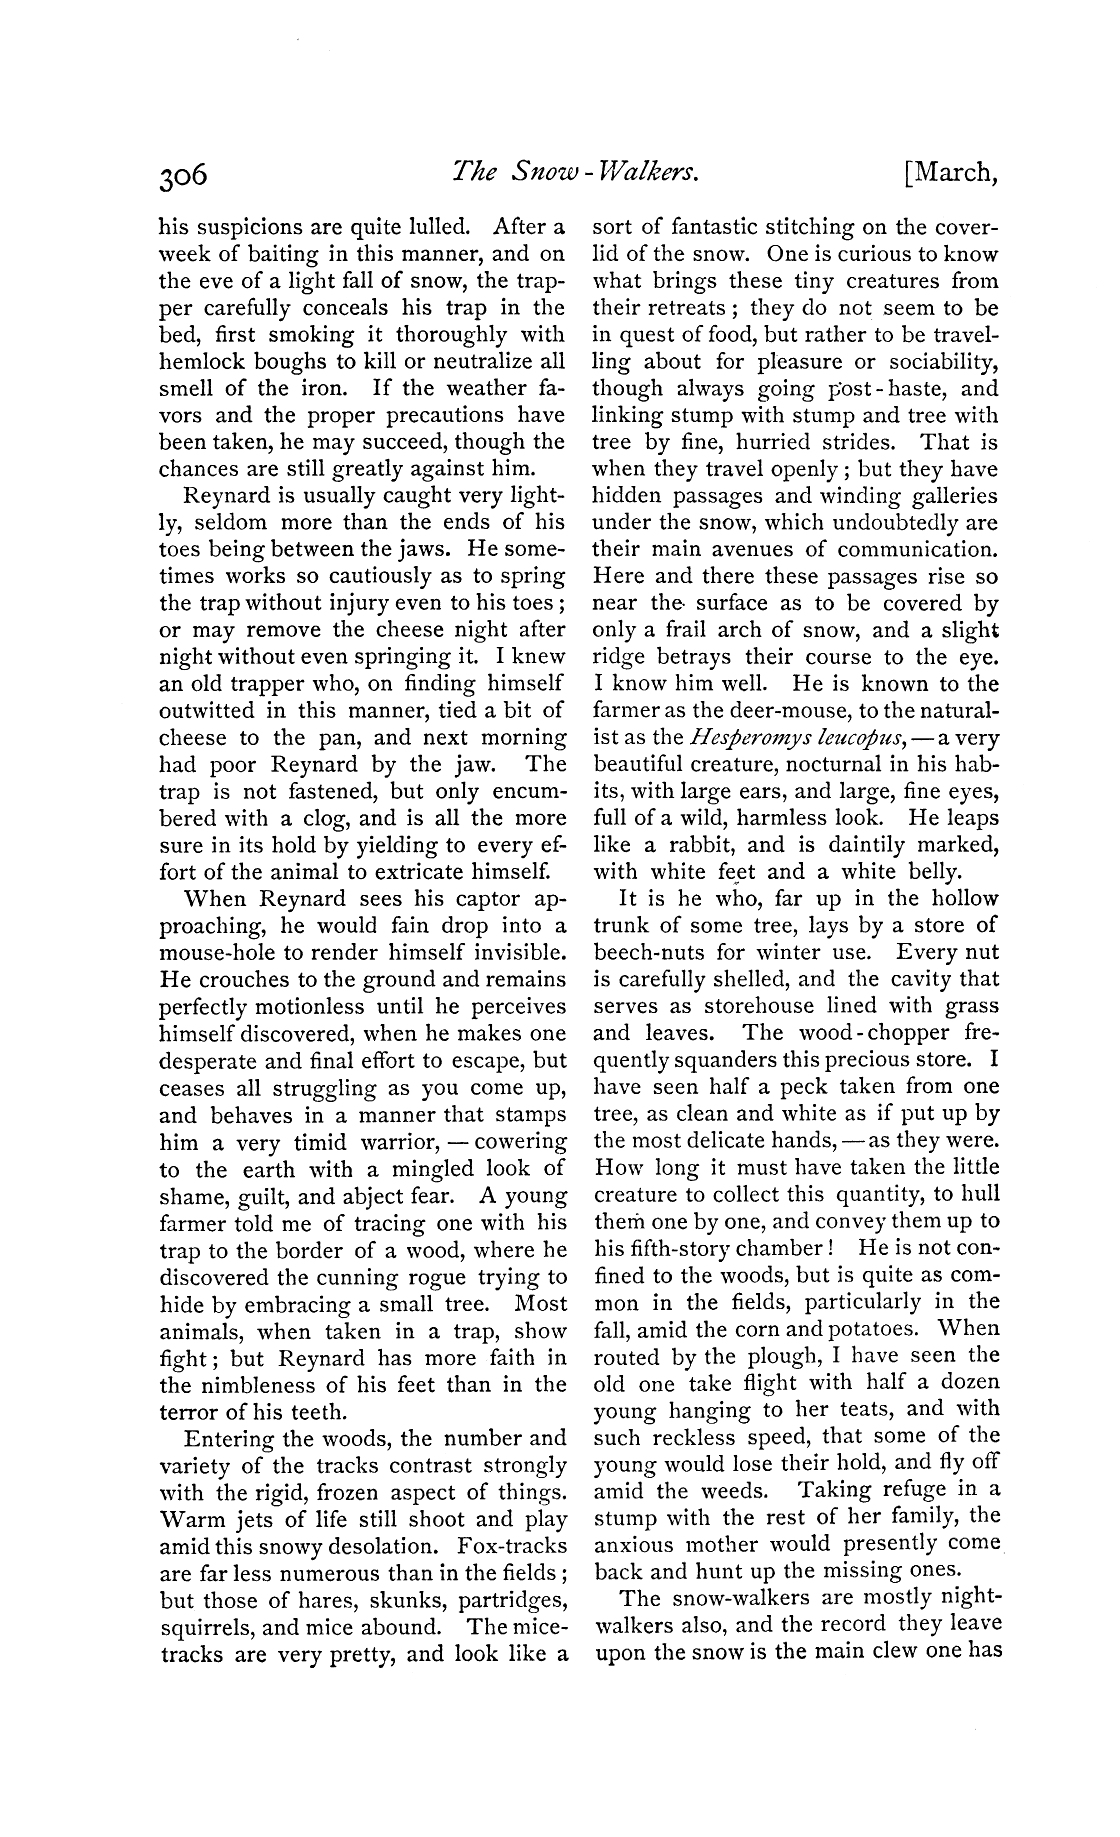 306 The Snow-Walkers. [March,
his suspicions are quite lulled. After a
week of baiting in this manner, and on
the eve of a light fall of snow, the trap-
per carefully conceals his trap in the
bed, first smoking it thoroughly with
hemlock boughs to kill or neutralize all
smell of the iron. If the weather fa-
vors and the proper precautions have
been taken, he may succeed, though the
chances are still greatly against him.
Reynard is usually caught very light-
ly, seldom more than the ends of his
toes being between the jaws. He some-
times works so cautiously as to spring
the trap without injury even to his toes;
or may remove the cheese night after
night without even springing it. I knew
an old trapper who, on finding himself
outwitted in this manner, tied a bit of
cheese to the pan, and next morning
had poor Reynard by the jaw. The
trap is not fastened, but only encum-
bered with a clog, and is all the more
sure in its hold by yielding to every ef-
fort of the animal to extricate himself.
When Reynard sees his captor ap-
proaching, he would fain drop into a
mouse-hole to render himself invisible.
He crouches to the ground and remains
perfectly motionless until he perceives
himself discovered, when he makes one
desperate and final effort to escape, but
ceases all struggling as you come up,
and behaves in a manner that stamps
him a very timid warrior, — cowering
to the earth with a mingled look of
shame, guilt, and abject fear. A young
farmer told me of tracing one with his
trap to the border of a wood, where he
discovered the cunning rogue trying to
hide by embracing a small tree. Most
animals, when taken in a trap, show
fight; but Reynard has more faith in
the nimbleness of his feet than in the
terror of his teeth.
Entering the woods, the number and
variety of the tracks contrast strongly
with the rigid, frozen aspect of things.
Warm jets of life still shoot and play
amid this snowy desolation. Fox-tracks
are far less numerous than in the fields;
but those of hares, skunks, partridges,
squirrels, and mice abound. The mice-
tracks are very pretty, and look like a
sort of fantastic stitching on the cover-
lid of the snow. One is curious to know
what brings these tiny creatures from
their retreats; they do not seem to be
in quest of food, but rather to be travel-
ling about for pleasure or sociability,
though always going post-haste, and
linking stump with stump and tree with
tree by fine, hurried strides. That is
when they travel openly; but they have
hidden passages and winding galleries
under the snow, which undoubtedly are
their main avenues of communication.
Here and there these passages rise so
near the surface as to be covered by
only a frail arch of snow, and a slight
ridge betrays their course to the eye.
I know him well. He is known to the
farmer as the deer-mouse, to the natural-
ist as the Hesperomys leucopus, — a very
beautiful creature, nocturnal in his hab-
its, with large ears, and large, fine eyes,
full of a wild, harmless look. He leaps
like a rabbit, and is daintily marked,
with white feet and a white belly.
It is he who, far up in the hollow
trunk of some tree, lays by a store of
beech-nuts for winter use. Every nut
is carefully shelled, and the cavity that
serves as storehouse lined with grass
and leaves. The wood-chopper fre-
quently squanders this precious store. I
have seen half a peck taken from one
tree, as clean and white as if put up by
the most delicate hands, — as they were.
How long it must have taken the little
creature to collect this quantity, to hull
them one by one, and convey them up to
his fifth-story chamber! He is not con-
fined to the woods, but is quite as com-
mon in the fields, particularly in the
fall, amid the corn and potatoes. When
routed by the plough, I have seen the
old one take flight with half a dozen
young hanging to her teats, and with
such reckless speed, that some of the
young would lose their hold, and fly off
amid the weeds. Taking refuge in a
stump with the rest of her family, the
anxious mother would presently come
back and hunt up the missing ones.
The snow-walkers are mostly night-
walkers also, and the record they leave
upon the snow is the main clew one has